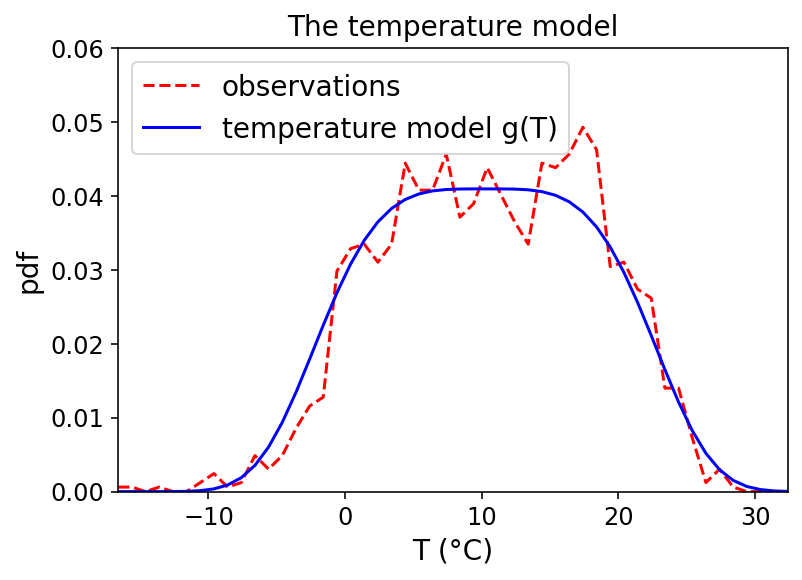 The temperature model
0.06
0.05
0.04
0.03
0.02
0.01
0.00
pdf
observations
temperature model g(T)
−10
0
10
20
30
T (°C)